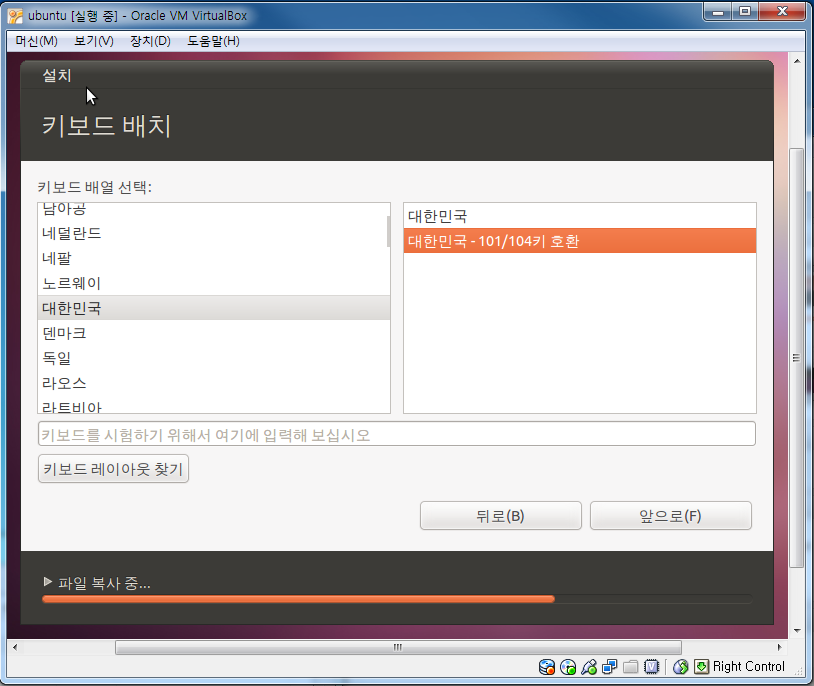 ubuntu [실행 중] - Oracle VM VirtualBox
머신(M) 보기(V) 장치(D) 도움말(H)
설치
키보드 배치
키보드 배열 선택:
남아공
네덜란드
네팔
노르웨이
대한민국
덴마크
독일
라오스
라트비아
대한민국
대한민국 - 101/104키 호환
키보드를 시험하기 위해서 여기에 입력해 보십시오
키보드 레이아웃 찾기
뒤로(B) 앞으로(F)
파일 복사 중...
Right Control